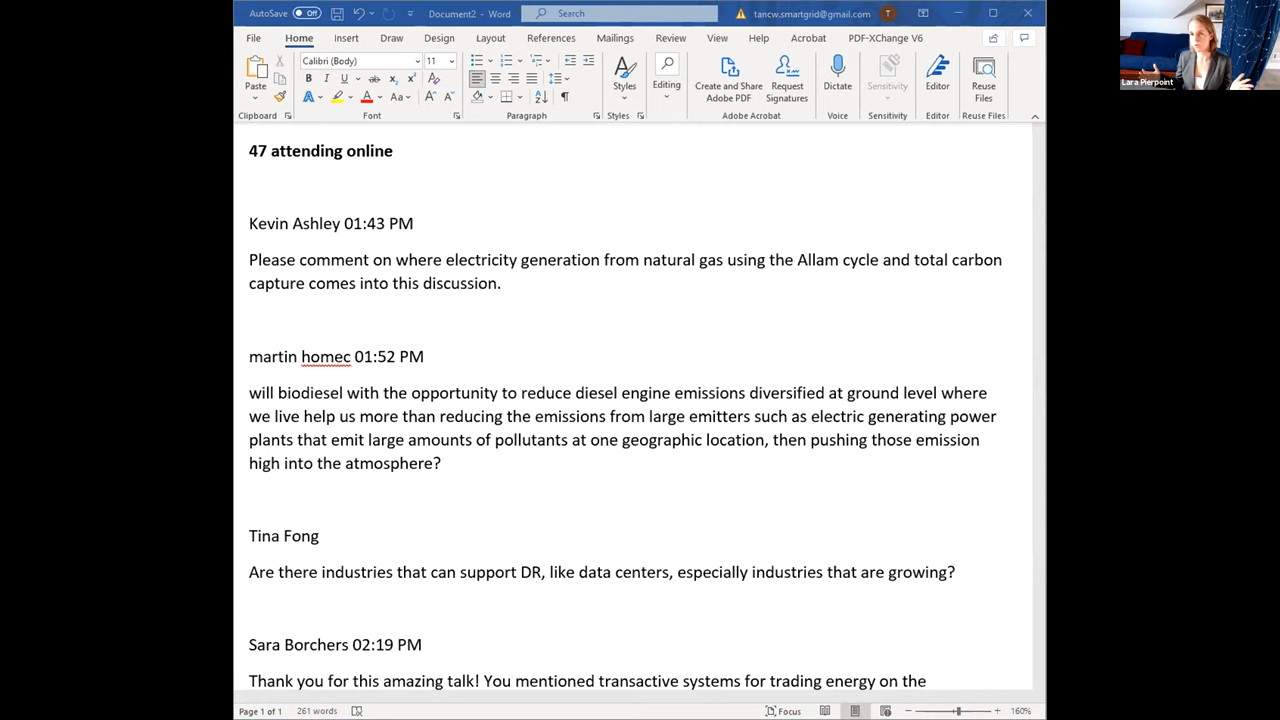 AutoSave Off Document2 - Word Search tancw.smartgrid@gmail.com T
File Home Insert Draw Design Layout References Mailings Review View Help Acrobat PDF-XChange V6
Paste Calibri (Body) 11 Styles Editing Create and Share Adobe PDF Request Signatures Dictate Sensitivity Editor Reuse Files
B I U ab x₂ x² A Aa A A
Clipboard Font Paragraph Styles Adobe Acrobat Voice Sensitivity Editor Reuse Files
Lara Pierpoint
47 attending online
Kevin Ashley 01:43 PM
Please comment on where electricity generation from natural gas using the Allam cycle and total carbon
capture comes into this discussion.
martin homec 01:52 PM
will biodiesel with the opportunity to reduce diesel engine emissions diversified at ground level where
we live help us more than reducing the emissions from large emitters such as electric generating power
plants that emit large amounts of pollutants at one geographic location, then pushing those emission
high into the atmosphere?
Tina Fong
Are there industries that can support DR, like data centers, especially industries that are growing?
Sara Borchers 02:19 PM
Thank you for this amazing talk! You mentioned transactive systems for trading energy on the
Page 1 of 1 261 words Focus 160%